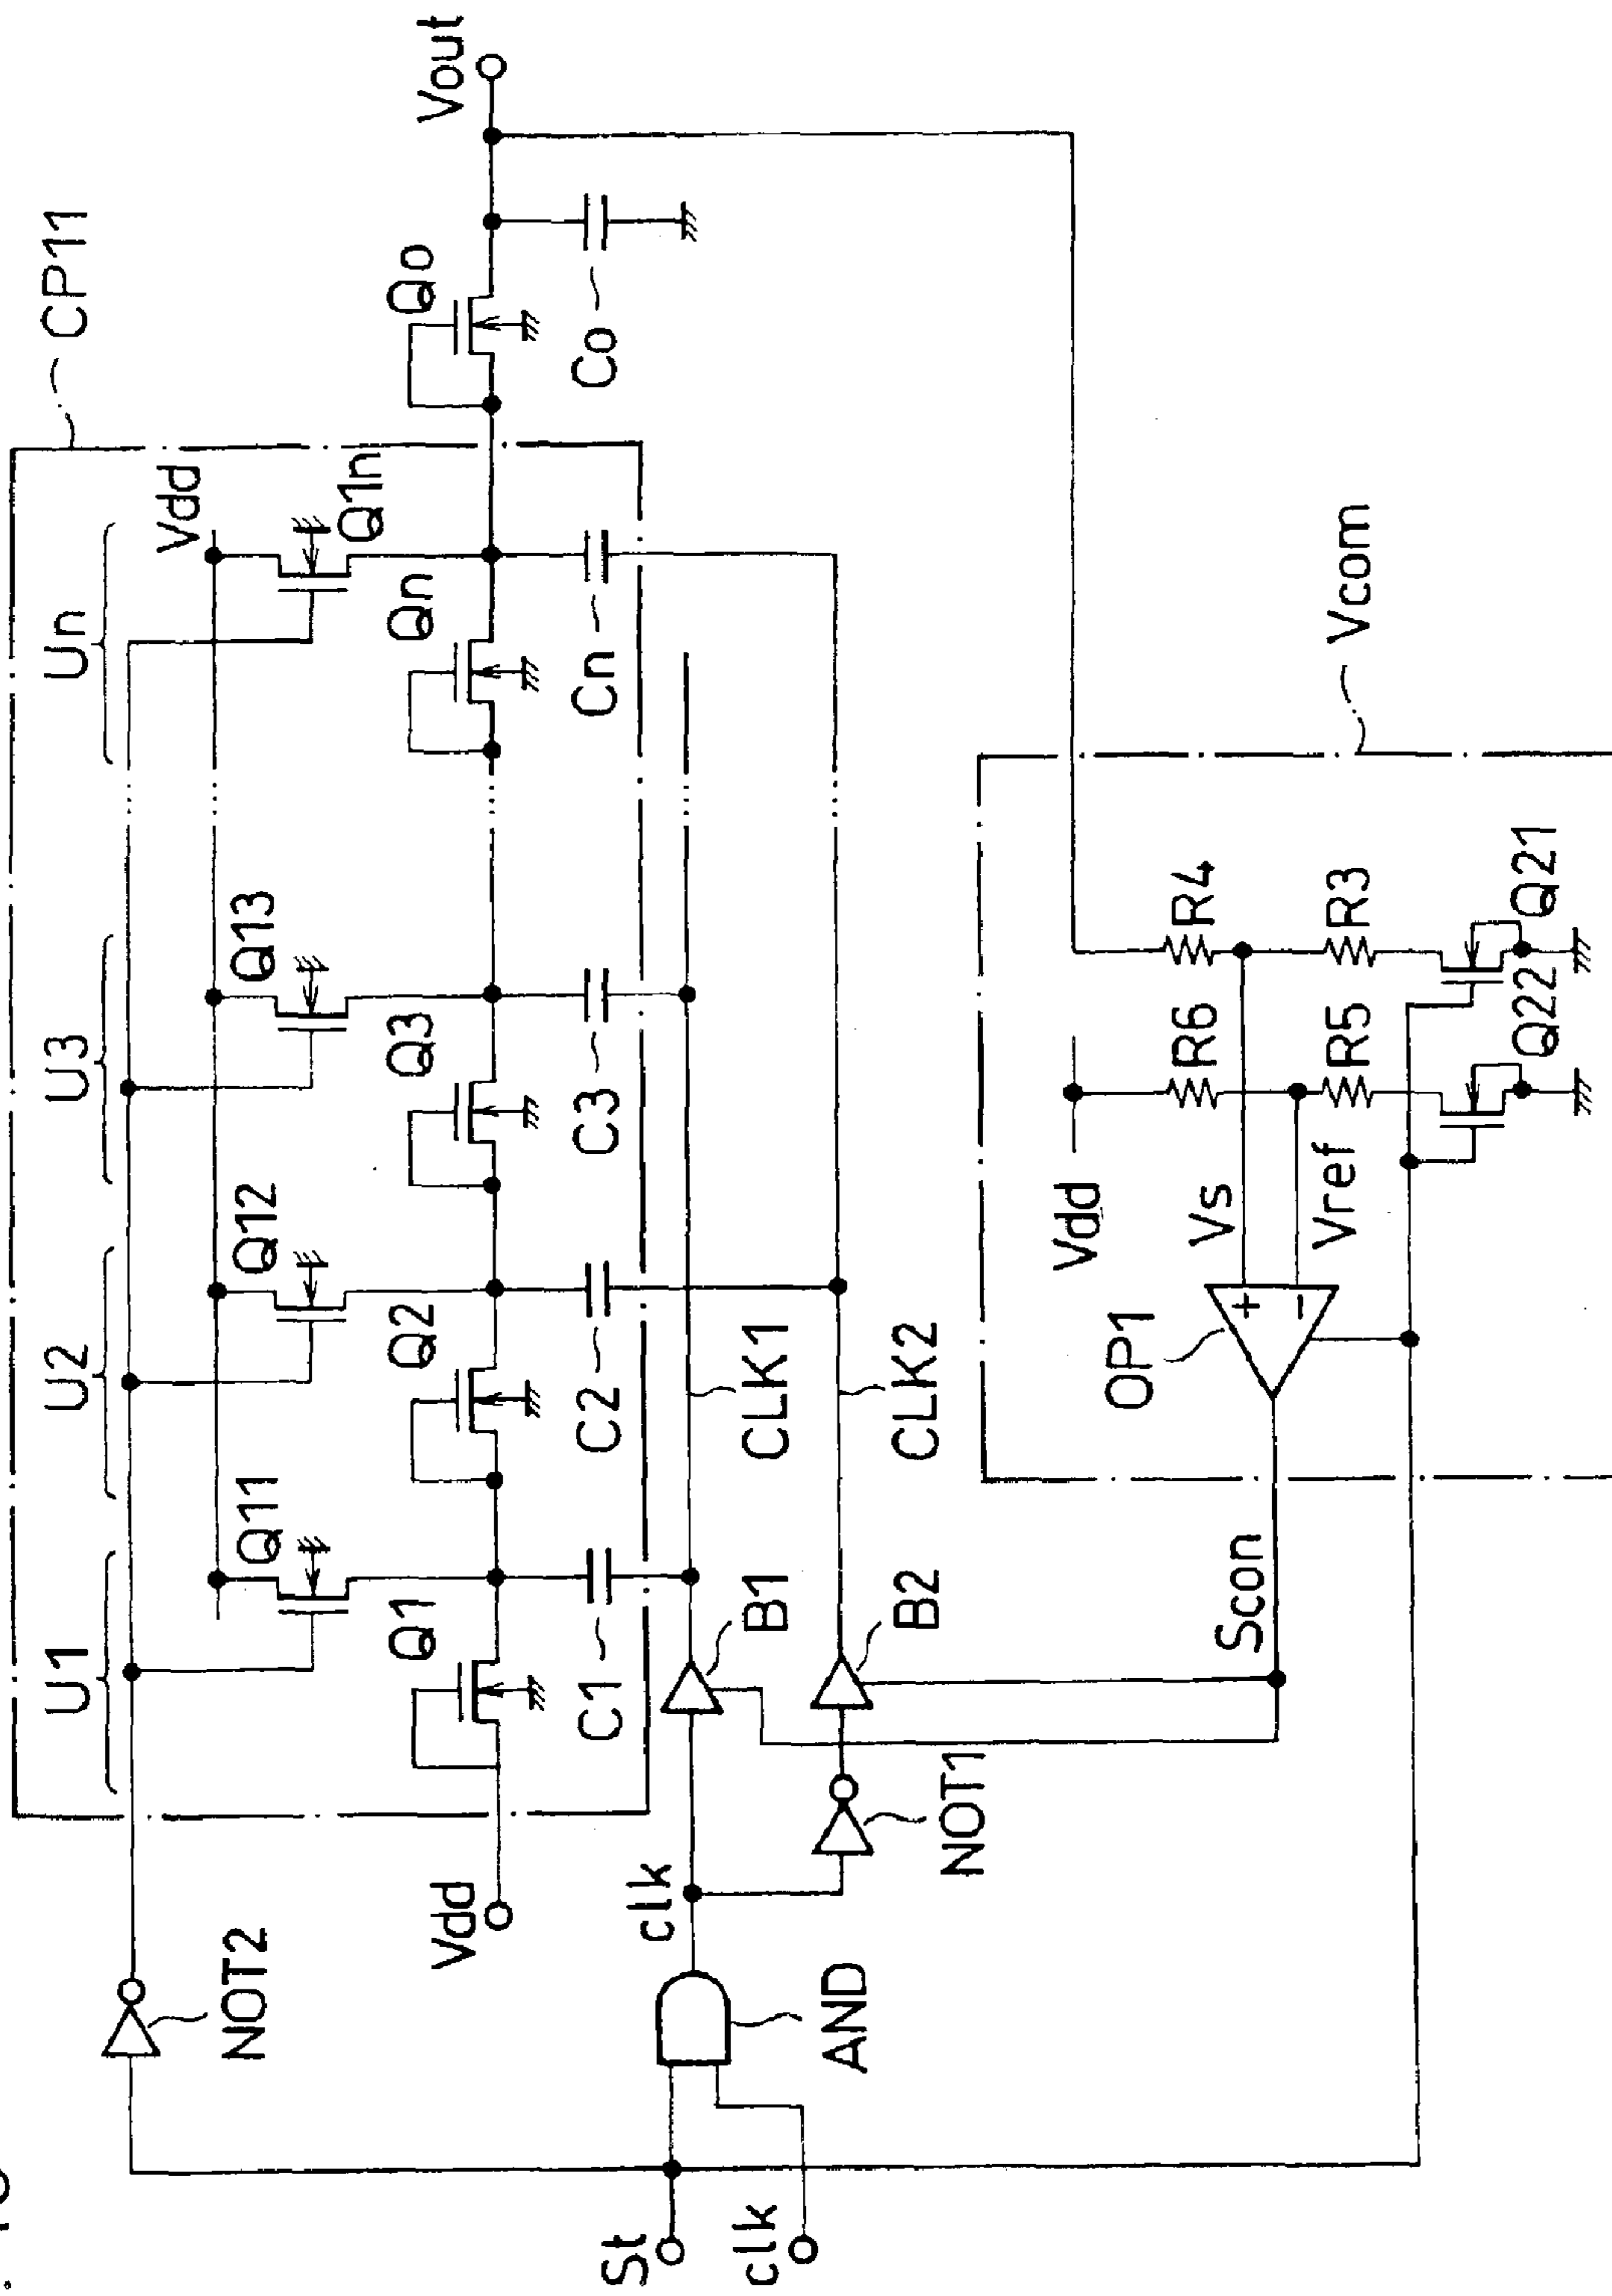 CP11
U1
U2
U3
Un
Vdd
Q11
Q12
Q13
Q1n
NOT2
Vdd
Q1
Q2
Q3
Qn
Qo
Vout
C1
C2
C3
Cn
Co
St
clk
clk
AND
B1
CLK1
NOT1
B2
CLK2
Vcom
Vdd
R6
R4
Vs
OP1
+
−
Scon
Vref
R5
R3
Q22
Q21